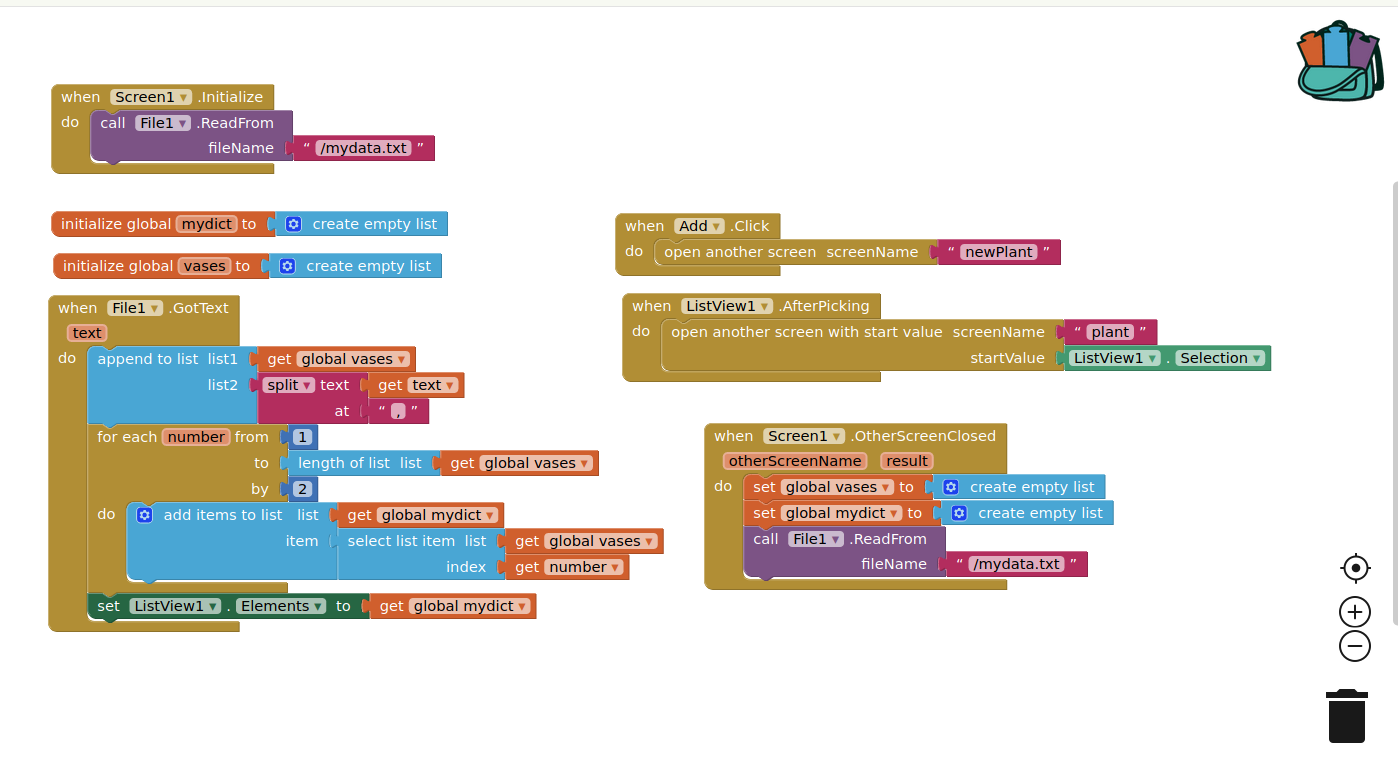 when Screen1 .Initialize
do call File1 .ReadFrom
fileName " /mydata.txt "
initialize global mydict to create empty list
initialize global vases to create empty list
when File1 .GotText
text
do append to list list1 get global vases
list2 split text get text
at " , "
for each number from 1
to length of list list get global vases
by 2
do add items to list list get global mydict
item select list item list get global vases
index get number
set ListView1 . Elements to get global mydict
when Add .Click
do open another screen screenName " newPlant "
when ListView1 .AfterPicking
do open another screen with start value screenName " plant "
startValue ListView1 . Selection
when Screen1 .OtherScreenClosed
otherScreenName result
do set global vases to create empty list
set global mydict to create empty list
call File1 .ReadFrom
fileName " /mydata.txt "